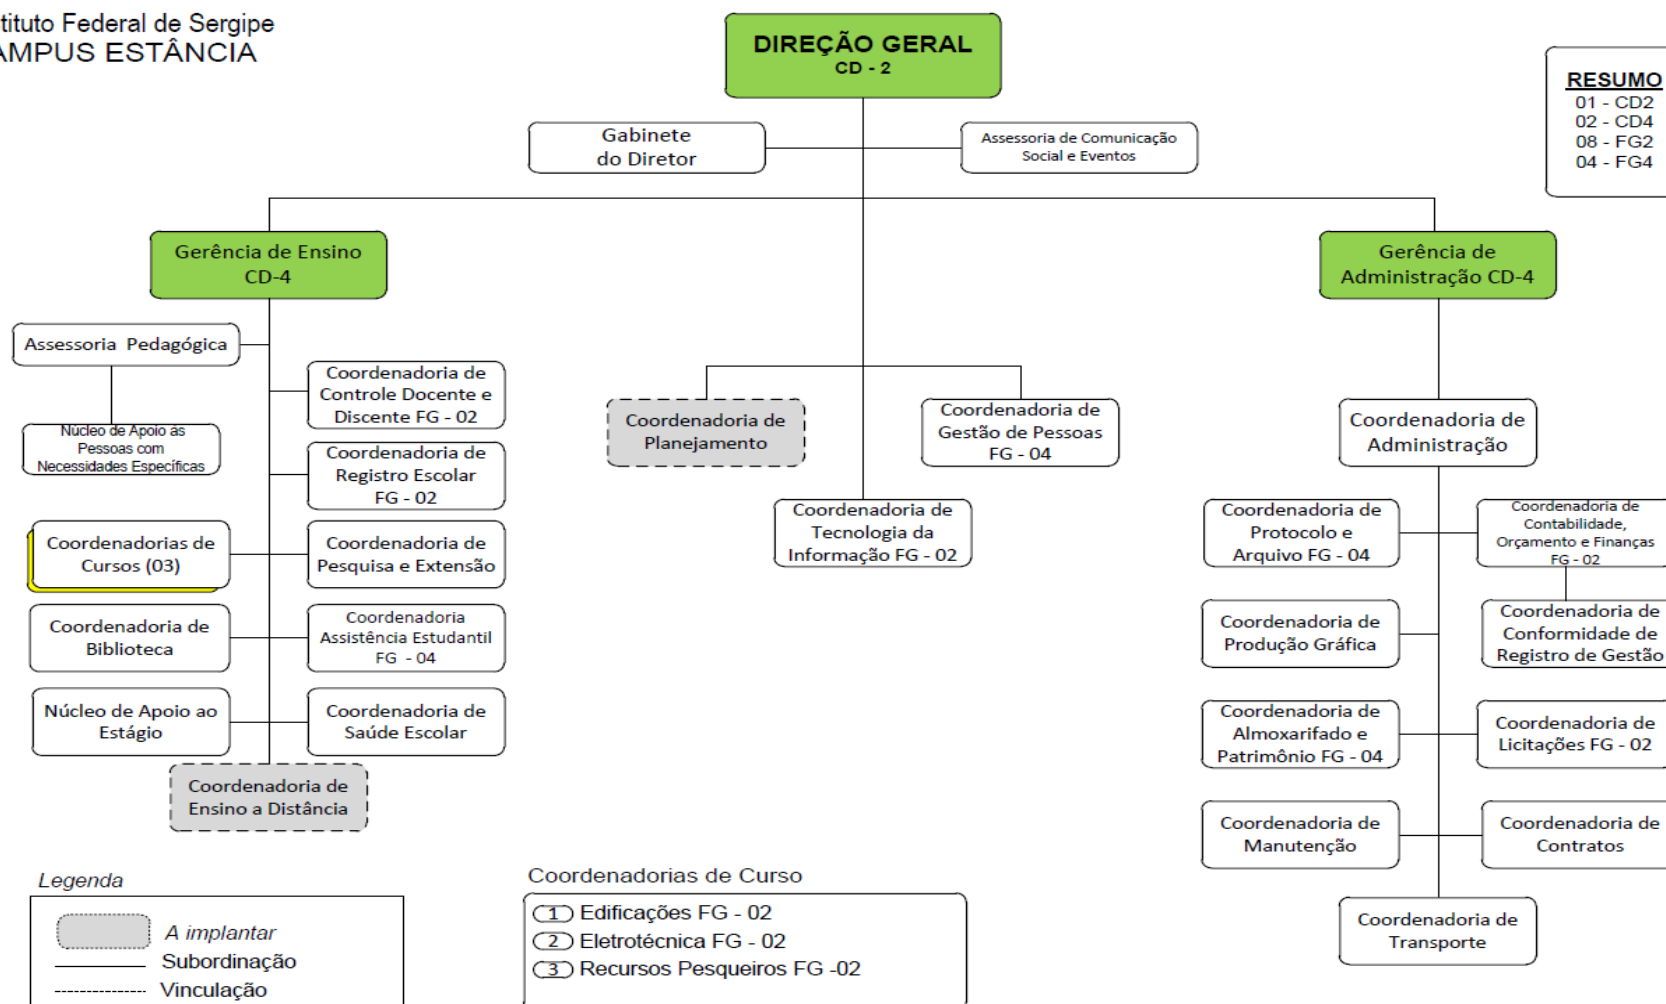 tituto Federal de Sergipe
AMPUS ESTÂNCIA
DIREÇÃO GERAL
CD - 2
RESUMO
01 - CD2
02 - CD4
08 - FG2
04 - FG4
Gabinete
do Diretor
Assessoria de Comunicação
Social e Eventos
Gerência de Ensino
CD-4
Gerência de
Administração CD-4
Assessoria Pedagógica
Núcleo de Apoio às
Pessoas com
Necessidades Específicas
Coordenadoria de
Controle Docente e
Discente FG - 02
Coordenadoria de
Registro Escolar
FG - 02
Coordenadorias de
Cursos (03)
Coordenadoria de
Pesquisa e Extensão
Coordenadoria de
Biblioteca
Coordenadoria
Assistência Estudantil
FG - 04
Núcleo de Apoio ao
Estágio
Coordenadoria de
Saúde Escolar
Coordenadoria de
Ensino a Distância
Coordenadoria de
Planejamento
Coordenadoria de
Gestão de Pessoas
FG - 04
Coordenadoria de
Tecnologia da
Informação FG - 02
Coordenadoria de
Administração
Coordenadoria de
Protocolo e
Arquivo FG - 04
Coordenadoria de
Contabilidade,
Orçamento e Finanças
FG - 02
Coordenadoria de
Produção Gráfica
Coordenadoria de
Conformidade de
Registro de Gestão
Coordenadoria de
Almoxarifado e
Patrimônio FG - 04
Coordenadoria de
Licitações FG - 02
Coordenadoria de
Manutenção
Coordenadoria de
Contratos
Coordenadoria de
Transporte
Legenda
A implantar
Subordinação
Vinculação
Coordenadorias de Curso
1 Edificações FG - 02
2 Eletrotécnica FG - 02
3 Recursos Pesqueiros FG -02